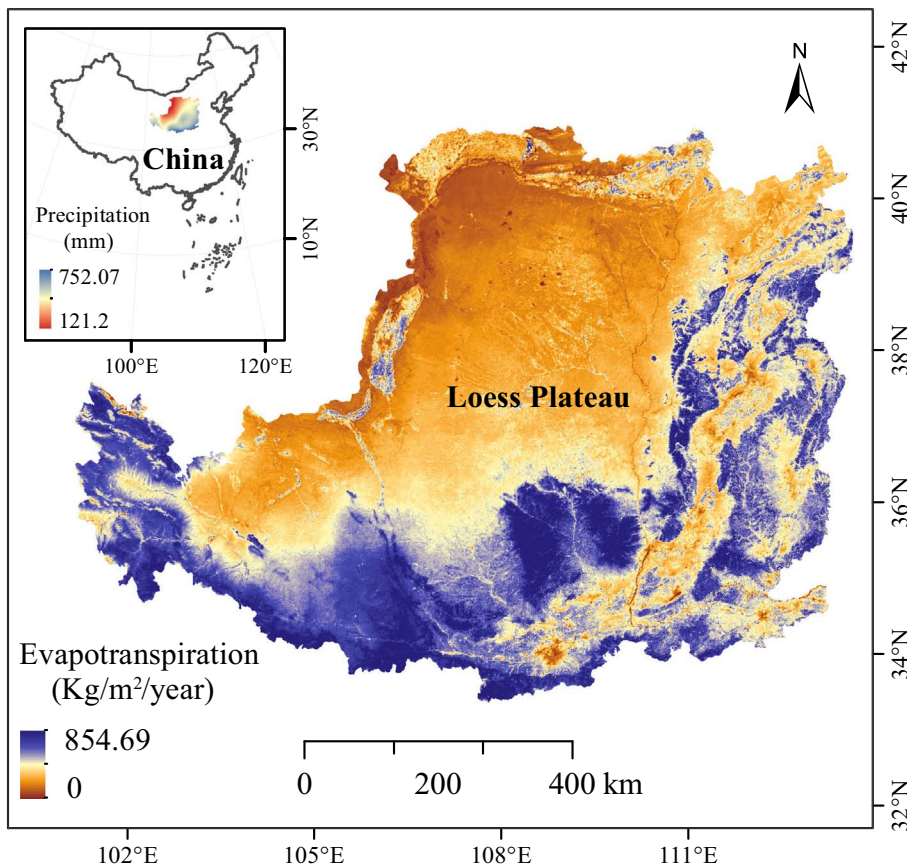 China
Precipitation
(mm)
752.07
121.2
30°N
10°N
100°E
120°E
N
Loess Plateau
Evapotranspiration
(Kg/m²/year)
854.69
0
0
200
400 km
42°N
40°N
38°N
36°N
34°N
32°N
102°E
105°E
108°E
111°E